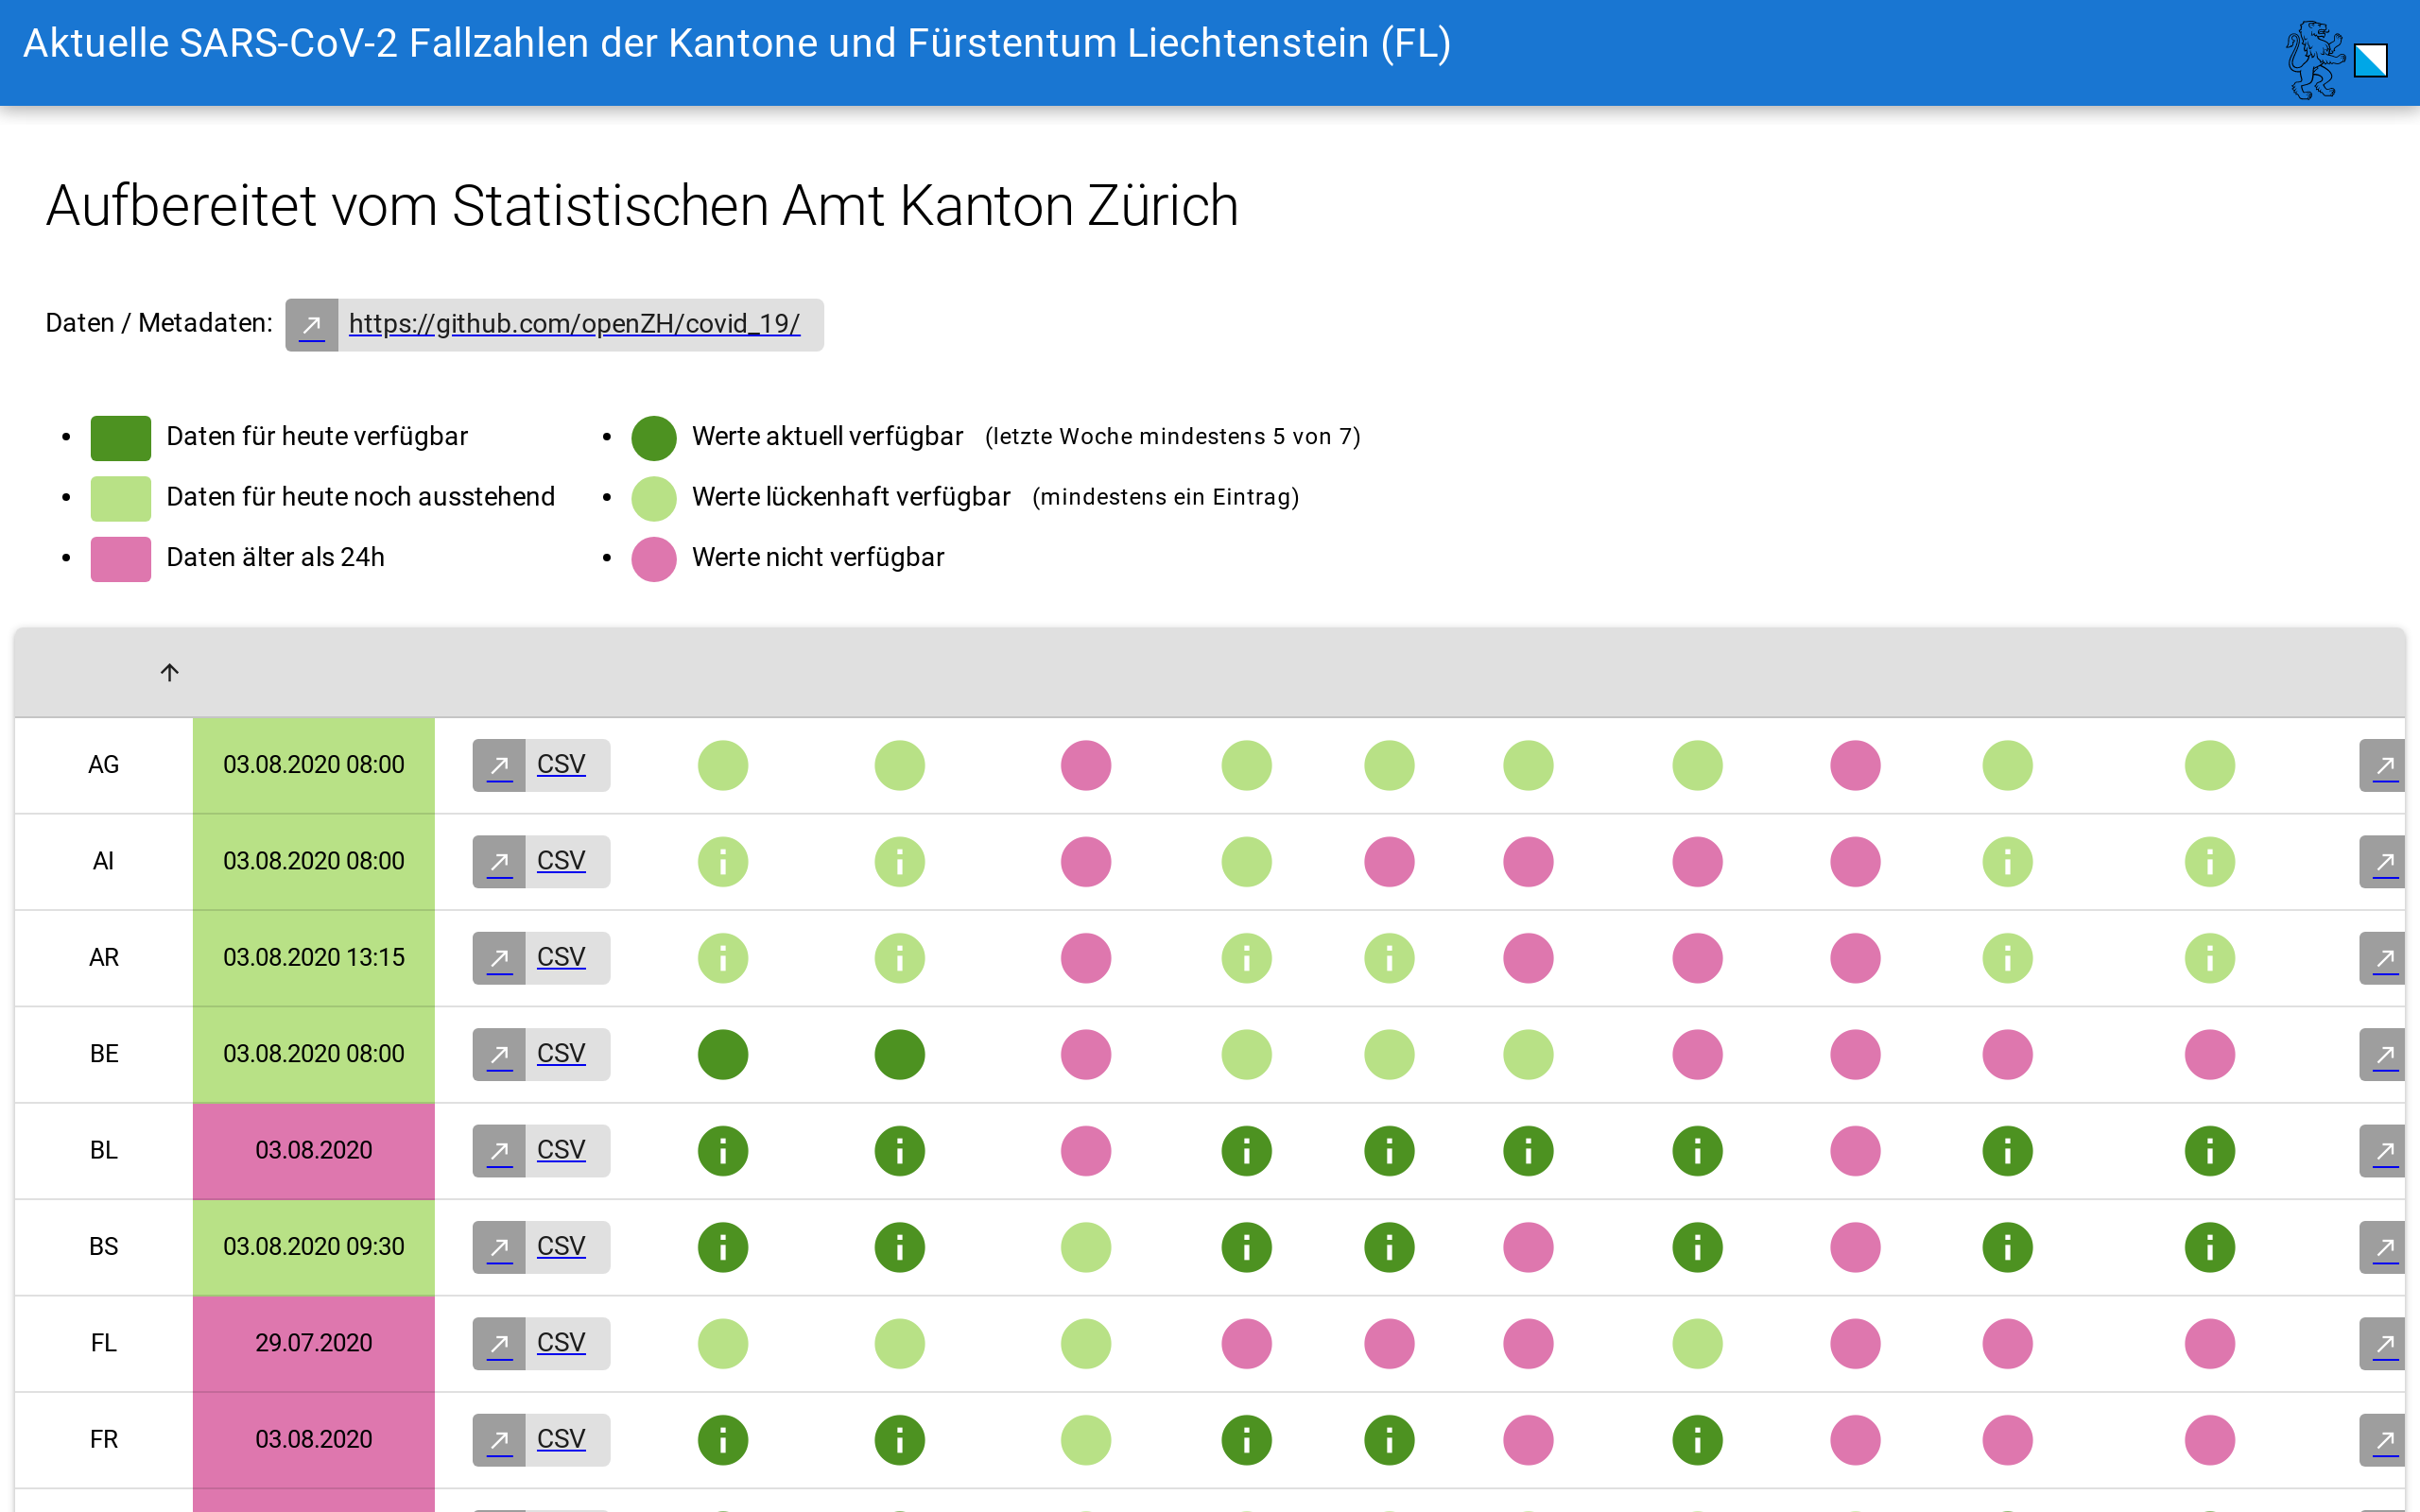 Aktuelle SARS-CoV-2 Fallzahlen der Kantone und Fürstentum Liechtenstein (FL)
Aufbereitet vom Statistischen Amt Kanton Zürich
Daten / Metadaten: https://github.com/openZH/covid_19/
Daten für heute verfügbar
Daten für heute noch ausstehend
Daten älter als 24h
Werte aktuell verfügbar (letzte Woche mindestens 5 von 7)
Werte lückenhaft verfügbar (mindestens ein Eintrag)
Werte nicht verfügbar
AG 03.08.2020 08:00 CSV
AI 03.08.2020 08:00 CSV
AR 03.08.2020 13:15 CSV
BE 03.08.2020 08:00 CSV
BL 03.08.2020 CSV
BS 03.08.2020 09:30 CSV
FL 29.07.2020 CSV
FR 03.08.2020 CSV